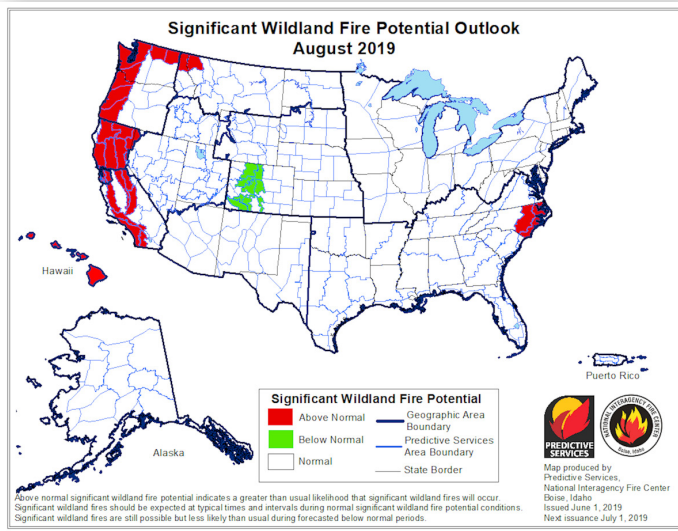 Significant Wildland Fire Potential Outlook
August 2019
Hawaii
Alaska
Puerto Rico
Significant Wildland Fire Potential
Above Normal
Below Normal
Normal
Geographic Area
Boundary
Predictive Services
Area Boundary
State Border
PREDICTIVE
SERVICES
NATIONAL INTERAGENCY FIRE CENTER
Boise, Idaho
Map produced by
Predictive Services,
National Interagency Fire Center
Boise, Idaho
Issued June 1, 2019
Next issuance July 1, 2019
Above normal significant wildland fire potential indicates a greater than usual likelihood that significant wildland fires will occur.
Significant wildland fires should be expected at typical times and intervals during normal significant wildland fire potential conditions.
Significant wildland fires are still possible but less likely than usual during forecasted below normal periods.